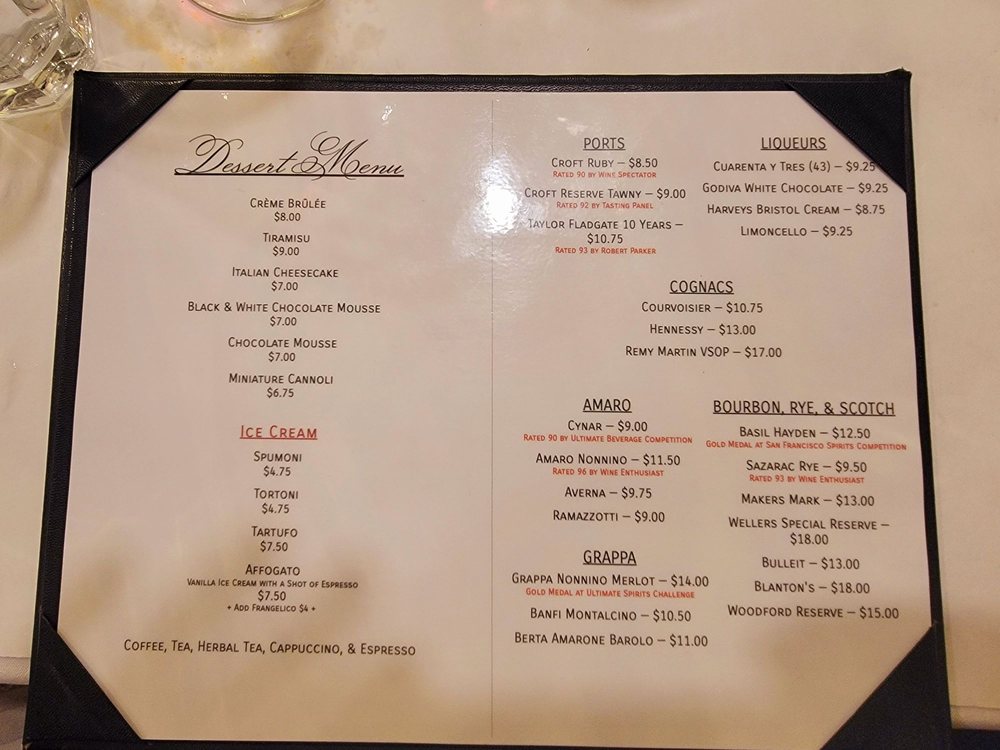 Dessert Menu
Crème Brûlée
$8.00
Tiramisu
$9.00
Italian Cheesecake
$7.00
Black & White Chocolate Mousse
$7.00
Chocolate Mousse
$7.00
Miniature Cannoli
$6.75
Ice Cream
Spumoni
$4.75
Tortoni
$4.75
Tartufo
$7.50
Affogato
Vanilla Ice Cream with a Shot of Espresso
$7.50
+ Add Frangelico $4 +
Coffee, Tea, Herbal Tea, Cappuccino, & Espresso
PORTS
Croft Ruby – $8.50
Rated 90 by Wine Spectator
Croft Reserve Tawny – $9.00
Rated 92 by Tasting Panel
Taylor Fladgate 10 Years –
$10.75
Rated 93 by Robert Parker
LIQUEURS
Cuarenta y Tres (43) – $9.25
Godiva White Chocolate – $9.25
Harveys Bristol Cream – $8.75
Limoncello – $9.25
COGNACS
Courvoisier – $10.75
Hennessy – $13.00
Remy Martin VSOP – $17.00
AMARO
Cynar – $9.00
Rated 90 by Ultimate Beverage Competition
Amaro Nonnino – $11.50
Rated 96 by Wine Enthusiast
Averna – $9.75
Ramazzotti – $9.00
GRAPPA
Grappa Nonnino Merlot – $14.00
Gold Medal at Ultimate Spirits Challenge
Banfi Montalcino – $10.50
Berta Amarone Barolo – $11.00
BOURBON, RYE, & SCOTCH
Basil Hayden – $12.50
Gold Medal at San Francisco Spirits Competition
Sazarac Rye – $9.50
Rated 93 by Wine Enthusiast
Makers Mark – $13.00
Wellers Special Reserve –
$18.00
Bulleit – $13.00
Blanton's – $18.00
Woodford Reserve – $15.00